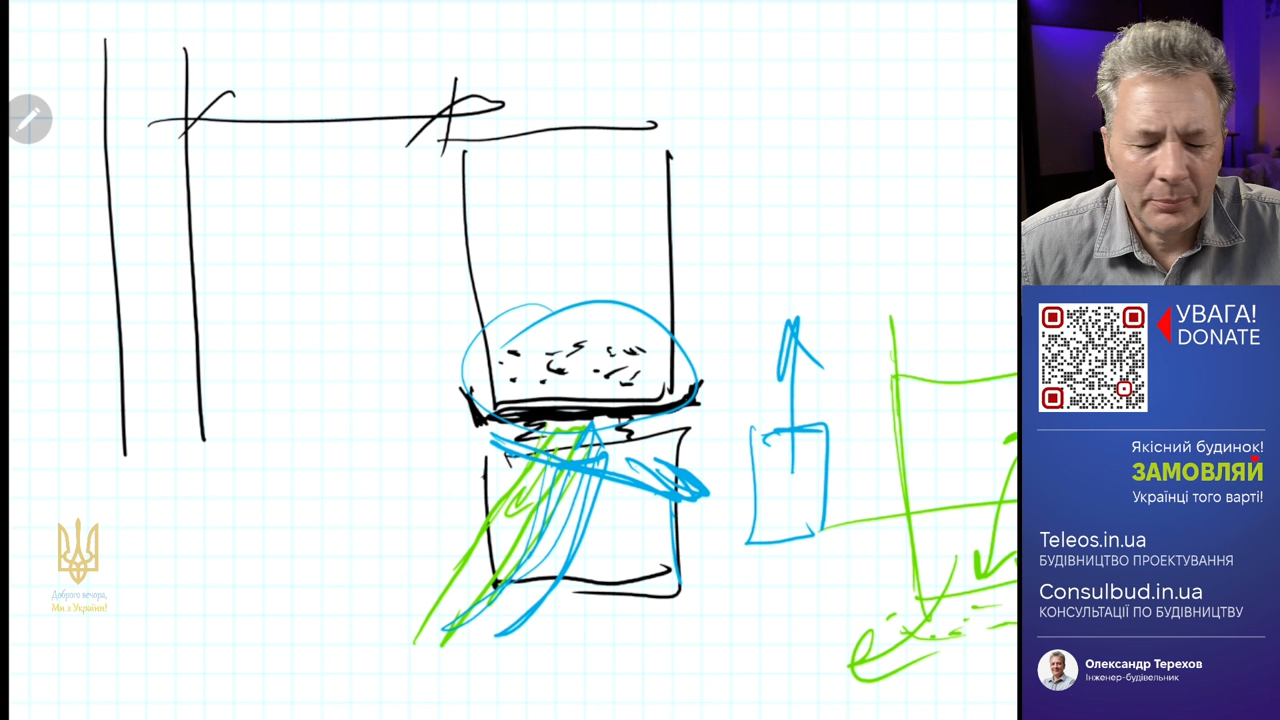 УВАГА!
DONATE
Якісний будинок!
ЗАМОВЛЯЙ
Українці того варті!
Teleos.in.ua
БУДІВНИЦТВО ПРОЕКТУВАННЯ
Consulbud.in.ua
КОНСУЛЬТАЦІЇ ПО БУДІВНИЦТВУ
Олександр Терехов
Інженер-будівельник
Доброго вечора,
Ми з України!